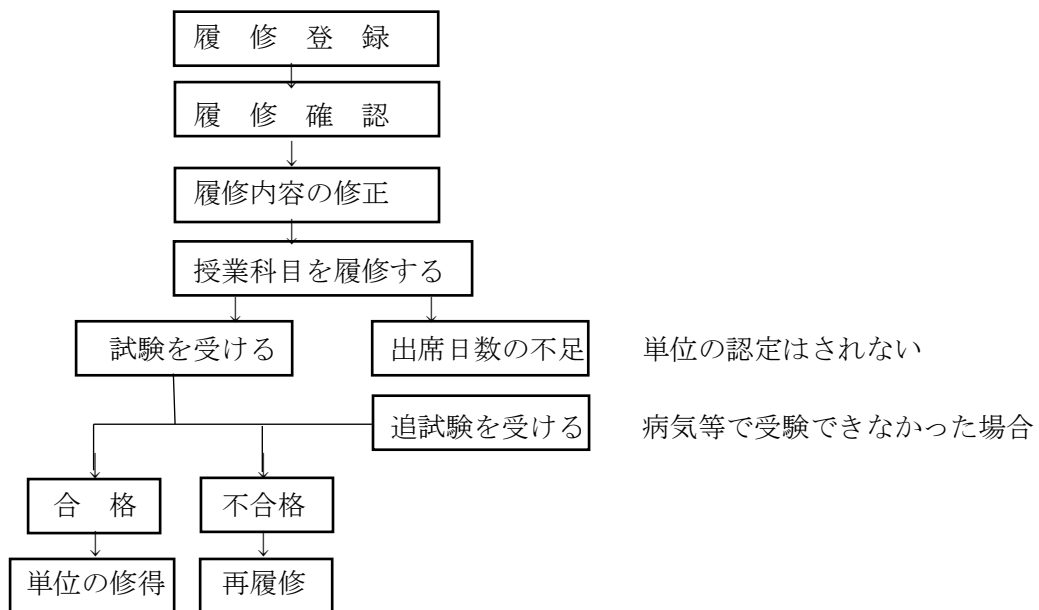 履 修 登 録
履 修 確 認
履修内容の修正
授業科目を履修する
試験を受ける 出席日数の不足 単位の認定はされない
追試験を受ける 病気等で受験できなかった場合
合 格 不合格
単位の修得 再履修